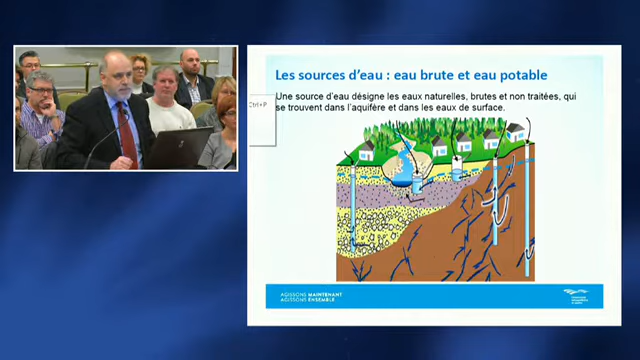 Les sources d'eau : eau brute et eau potable
Une source d'eau désigne les eaux naturelles, brutes et non traitées, qui
se trouvent dans l'aquifère et dans les eaux de surface.
Ctrl+P
AGISSONS MAINTENANT
AGISSONS ENSEMBLE